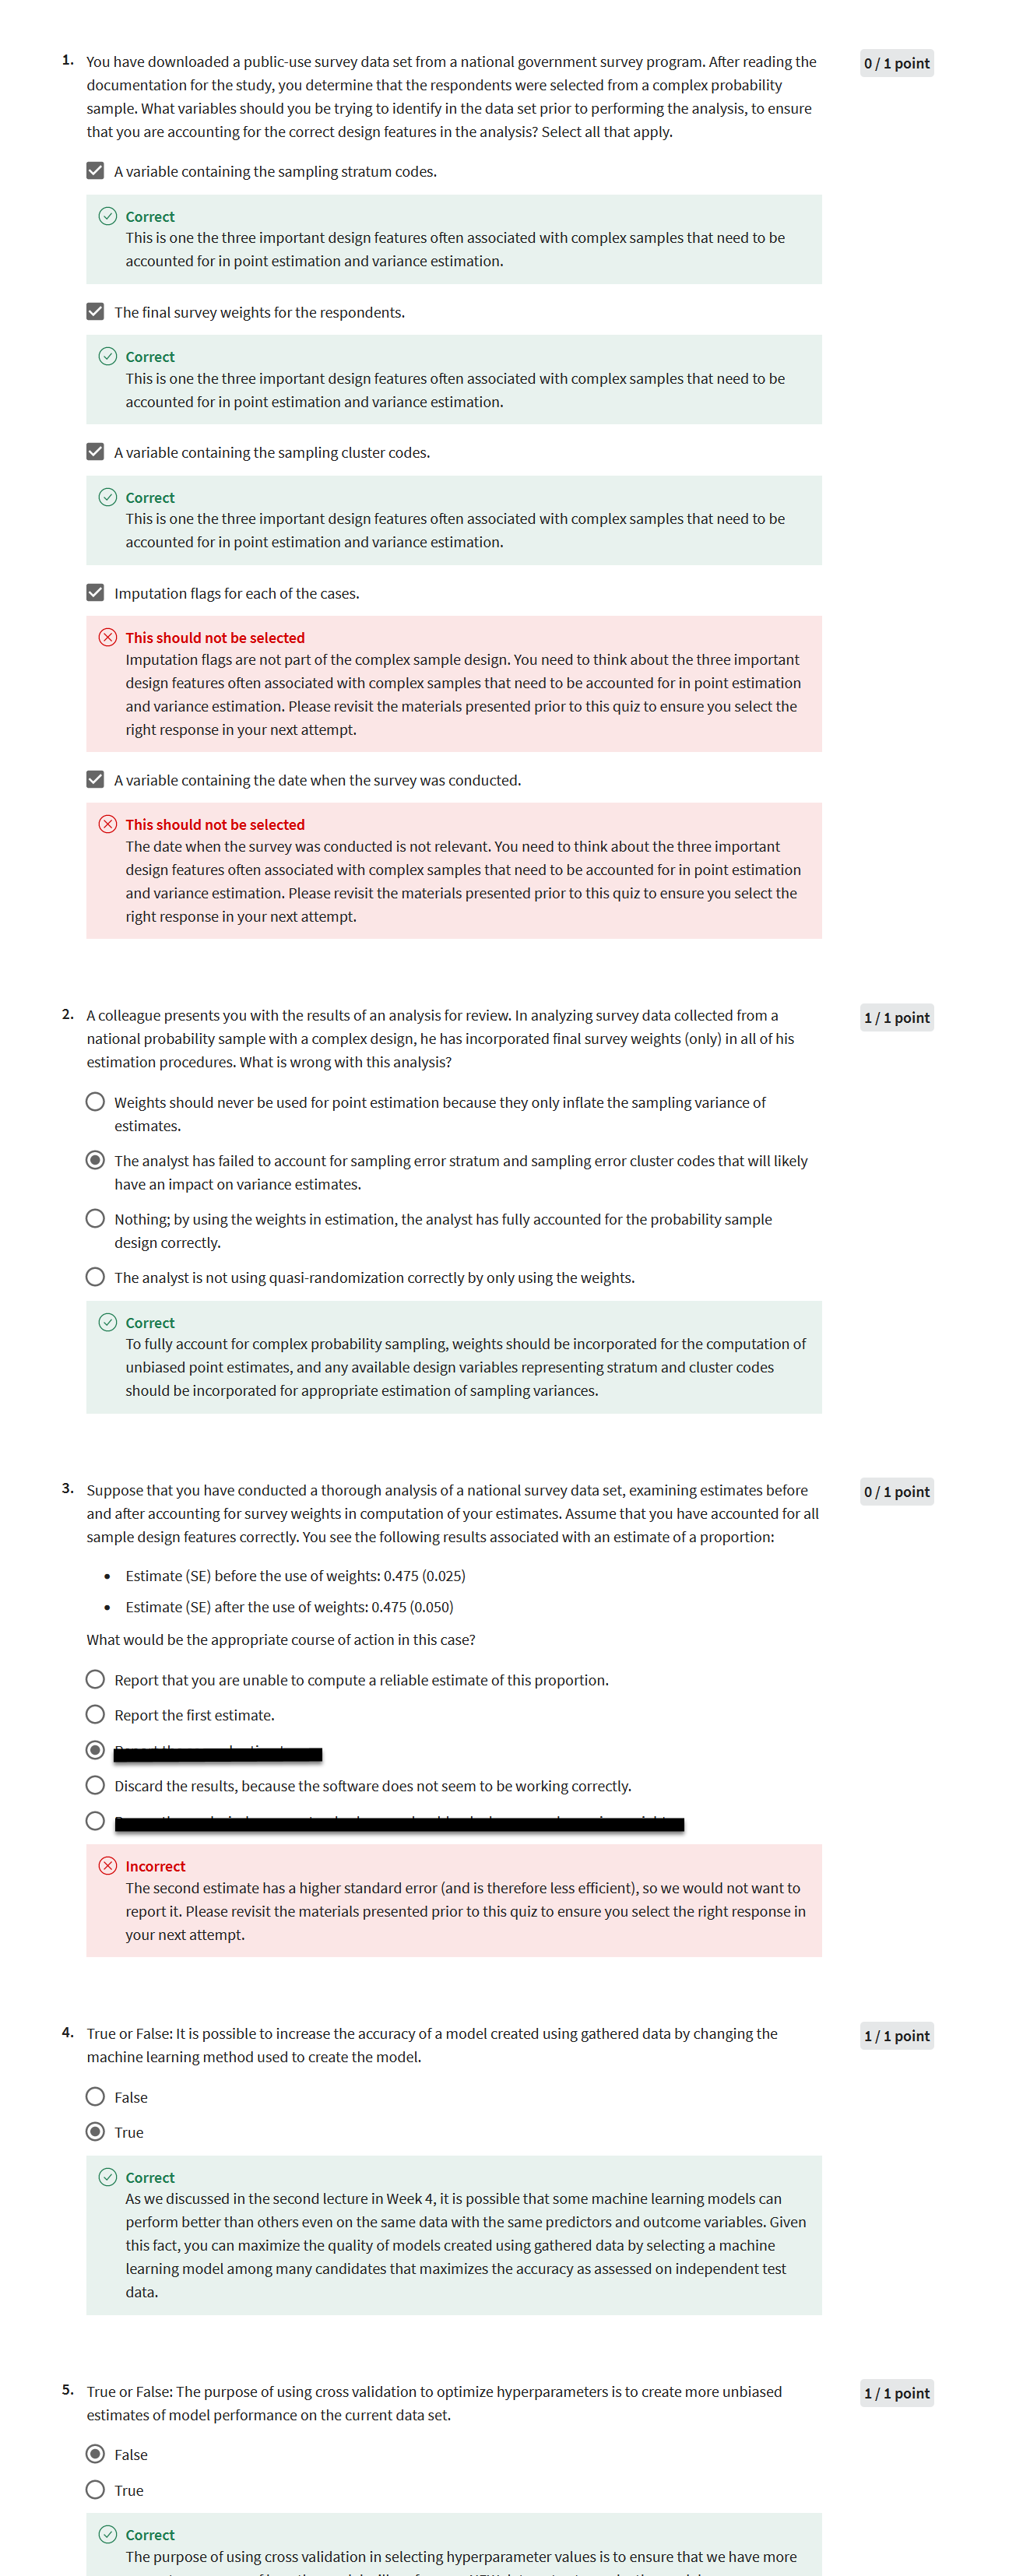 1. You have downloaded a public-use survey data set from a national government survey program. After reading the
0 / 1 point
documentation for the study, you determine that the respondents were selected from a complex probability
sample. What variables should you be trying to identify in the data set prior to performing the analysis, to ensure
that you are accounting for the correct design features in the analysis? Select all that apply.
A variable containing the sampling stratum codes.
Correct
This is one the three important design features often associated with complex samples that need to be
accounted for in point estimation and variance estimation.
The final survey weights for the respondents.
Correct
This is one the three important design features often associated with complex samples that need to be
accounted for in point estimation and variance estimation.
A variable containing the sampling cluster codes.
Correct
This is one the three important design features often associated with complex samples that need to be
accounted for in point estimation and variance estimation.
Imputation flags for each of the cases.
This should not be selected
Imputation flags are not part of the complex sample design. You need to think about the three important
design features often associated with complex samples that need to be accounted for in point estimation
and variance estimation. Please revisit the materials presented prior to this quiz to ensure you select the
right response in your next attempt.
A variable containing the date when the survey was conducted.
This should not be selected
The date when the survey was conducted is not relevant. You need to think about the three important
design features often associated with complex samples that need to be accounted for in point estimation
and variance estimation. Please revisit the materials presented prior to this quiz to ensure you select the
right response in your next attempt.
2. A colleague presents you with the results of an analysis for review. In analyzing survey data collected from a
1 / 1 point
national probability sample with a complex design, he has incorporated final survey weights (only) in all of his
estimation procedures. What is wrong with this analysis?
Weights should never be used for point estimation because they only inflate the sampling variance of
estimates.
The analyst has failed to account for sampling error stratum and sampling error cluster codes that will likely
have an impact on variance estimates.
Nothing; by using the weights in estimation, the analyst has fully accounted for the probability sample
design correctly.
The analyst is not using quasi-randomization correctly by only using the weights.
Correct
To fully account for complex probability sampling, weights should be incorporated for the computation of
unbiased point estimates, and any available design variables representing stratum and cluster codes
should be incorporated for appropriate estimation of sampling variances.
3. Suppose that you have conducted a thorough analysis of a national survey data set, examining estimates before
0 / 1 point
and after accounting for survey weights in computation of your estimates. Assume that you have accounted for all
sample design features correctly. You see the following results associated with an estimate of a proportion:
• Estimate (SE) before the use of weights: 0.475 (0.025)
• Estimate (SE) after the use of weights: 0.475 (0.050)
What would be the appropriate course of action in this case?
Report that you are unable to compute a reliable estimate of this proportion.
Report the first estimate.
Discard the results, because the software does not seem to be working correctly.
Incorrect
The second estimate has a higher standard error (and is therefore less efficient), so we would not want to
report it. Please revisit the materials presented prior to this quiz to ensure you select the right response in
your next attempt.
4. True or False: It is possible to increase the accuracy of a model created using gathered data by changing the
1 / 1 point
machine learning method used to create the model.
False
True
Correct
As we discussed in the second lecture in Week 4, it is possible that some machine learning models can
perform better than others even on the same data with the same predictors and outcome variables. Given
this fact, you can maximize the quality of models created using gathered data by selecting a machine
learning model among many candidates that maximizes the accuracy as assessed on independent test
data.
5. True or False: The purpose of using cross validation to optimize hyperparameters is to create more unbiased
1 / 1 point
estimates of model performance on the current data set.
False
True
Correct
The purpose of using cross validation in selecting hyperparameter values is to ensure that we have more